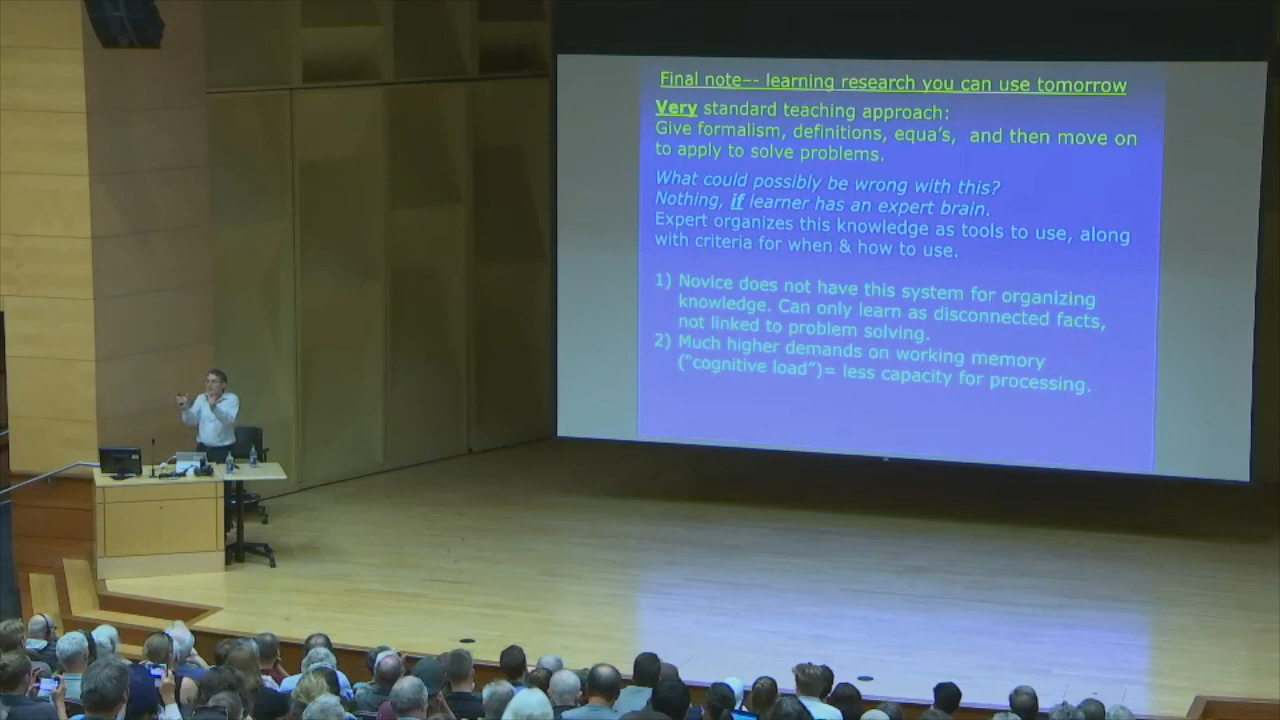 Final note-- learning research you can use tomorrow
Very standard teaching approach:
Give formalism, definitions, equa's, and then move on
to apply to solve problems.
What could possibly be wrong with this?
Nothing, if learner has an expert brain.
Expert organizes this knowledge as tools to use, along
with criteria for when & how to use.
1) Novice does not have this system for organizing
knowledge. Can only learn as disconnected facts,
not linked to problem solving.
2) Much higher demands on working memory
("cognitive load")= less capacity for processing.